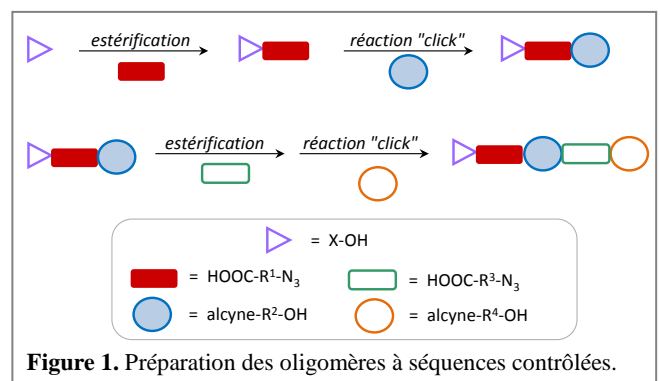 estérification
réaction "click"
estérification
réaction "click"
= X-OH
= HOOC-R¹-N₃
= HOOC-R³-N₃
= alcyne-R²-OH
= alcyne-R⁴-OH
Figure 1. Préparation des oligomères à séquences contrôlées.